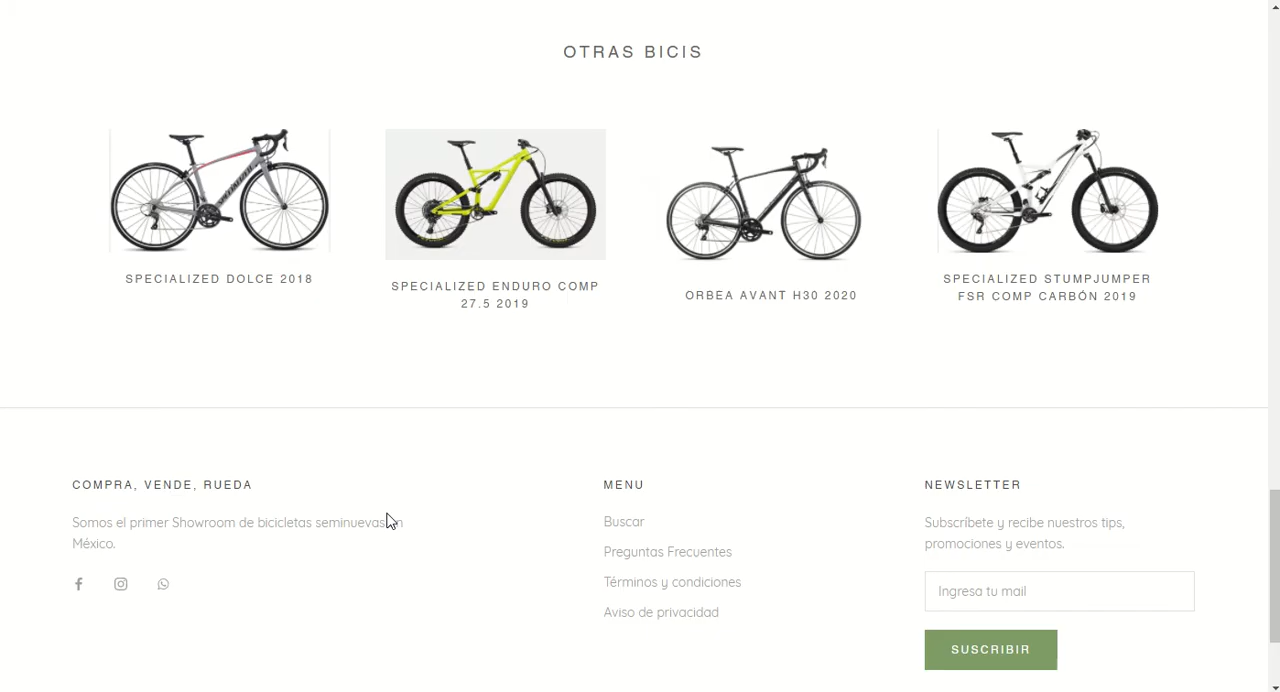 OTRAS BICIS
SPECIALIZED DOLCE 2018
SPECIALIZED ENDURO COMP
27.5 2019
ORBEA AVANT H30 2020
SPECIALIZED STUMPJUMPER
FSR COMP CARBÓN 2019
COMPRA, VENDE, RUEDA
Somos el primer Showroom de bicicletas seminuevas en
México.
MENU
Buscar
Preguntas Frecuentes
Términos y condiciones
Aviso de privacidad
NEWSLETTER
Subscríbete y recibe nuestros tips,
promociones y eventos.
Ingresa tu mail
SUSCRIBIR